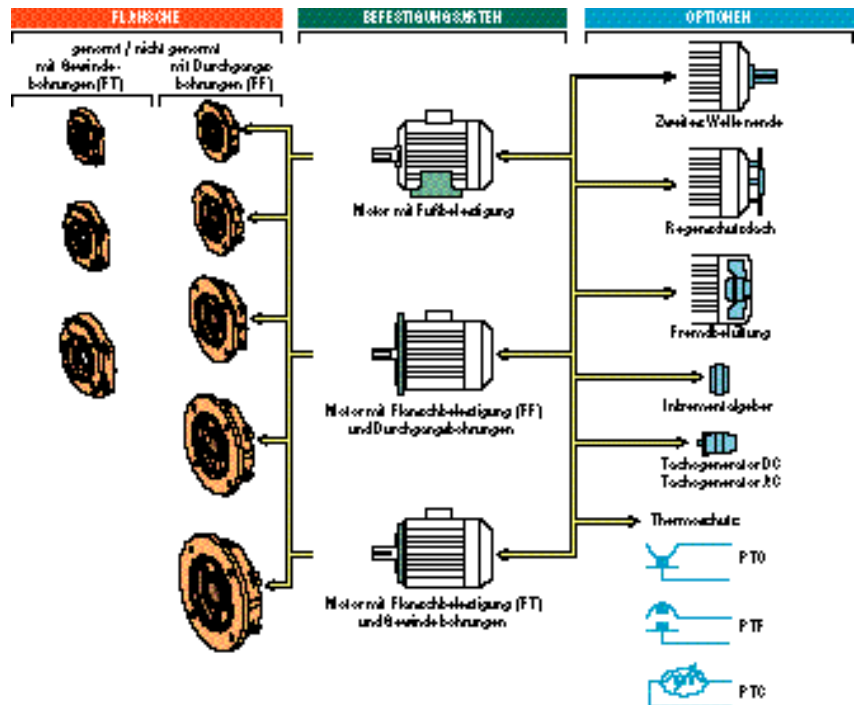 FLANSCHE
genormt / nicht genormt
mit Gewinde-
bohrungen (FT)
mit Durchgangs
bohrungen (FF)
BEFESTIGUNGSARTEN
Motor mit Fußbefestigung
Motor mit Flanschbefestigung (FF)
und Durchgangbohrungen
Motor mit Flanschbefestigung (FT)
und Gewindebohrungen
OPTIONEN
Zweites Wellenende
Regenschutzdach
Fremdbelüftung
Inkrementalgeber
Tachogenerator DC
Tachogenerator AC
Thermoschutz
PTO
PTF
PTC